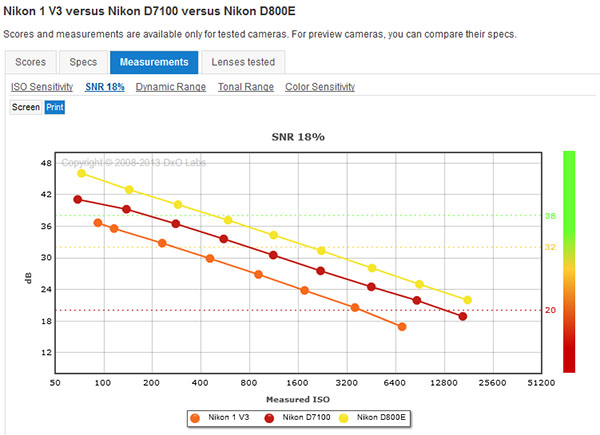 Nikon 1 V3 versus Nikon D7100 versus Nikon D800E
Scores and measurements are available only for tested cameras. For preview cameras, you can compare their specs.
Scores Specs Measurements Lenses tested
ISO Sensitivity SNR 18% Dynamic Range Tonal Range Color Sensitivity
Screen Print
SNR 18%
Copyright © 2008-2013 DxO Labs
48
42
38
36
32
30
24
20
18
12
dB
50 100 200 400 800 1600 3200 6400 12800 25600 51200
Measured ISO
Nikon 1 V3 Nikon D7100 Nikon D800E